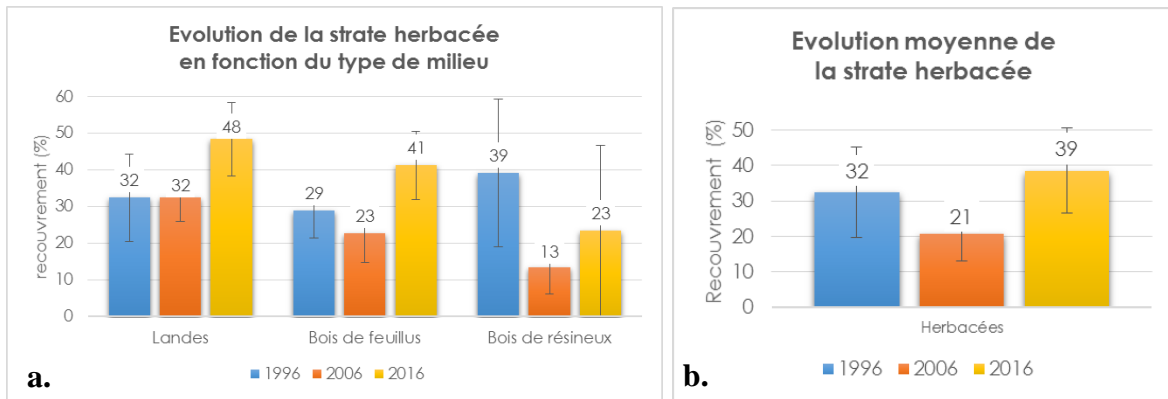 Evolution de la strate herbacée
en fonction du type de milieu
60
50
40
30
20
10
0
recouvrement (%)
32
32
48
29
23
41
39
13
23
Landes
Bois de feuillus
Bois de résineux
1996
2006
2016
a.
Evolution moyenne de
la strate herbacée
50
40
30
20
10
0
Recouvrement (%)
32
21
39
Herbacées
1996
2006
2016
b.